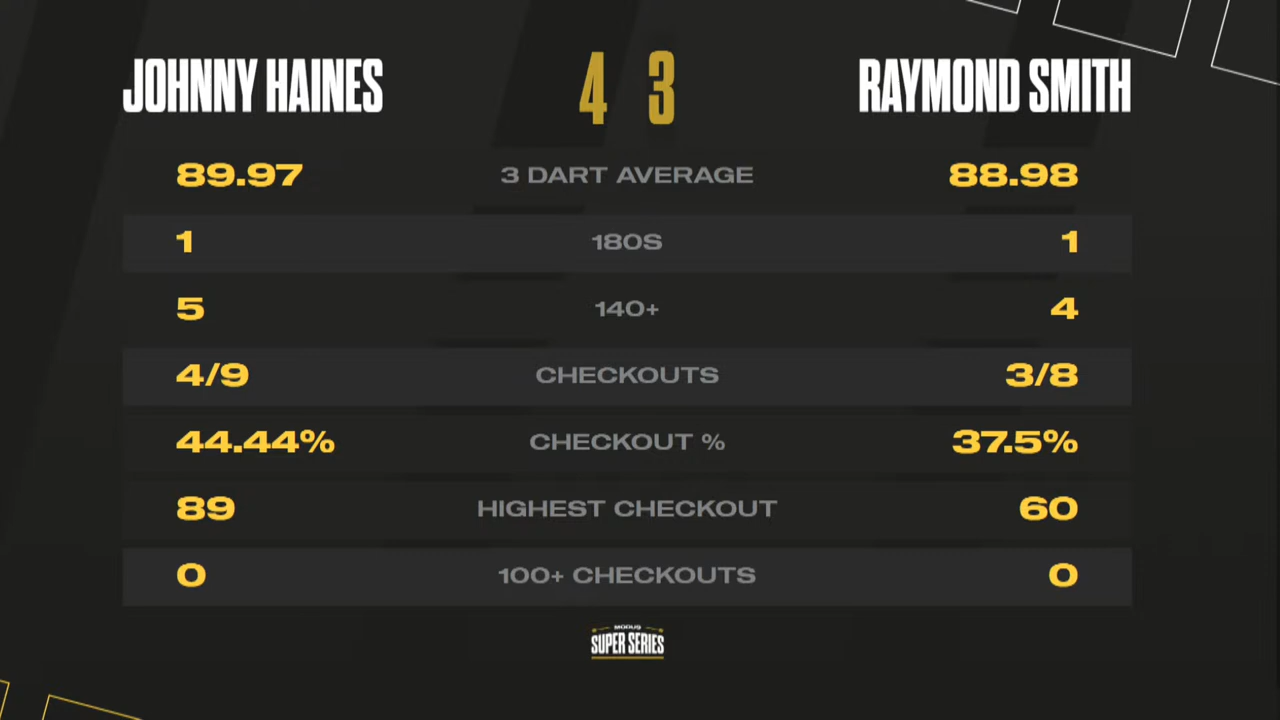 JOHNNY HAINES 4 3 RAYMOND SMITH
89.97 3 DART AVERAGE 88.98
1 180S 1
5 140+ 4
4/9 CHECKOUTS 3/8
44.44% CHECKOUT % 37.5%
89 HIGHEST CHECKOUT 60
0 100+ CHECKOUTS 0
MODUS
SUPER SERIES